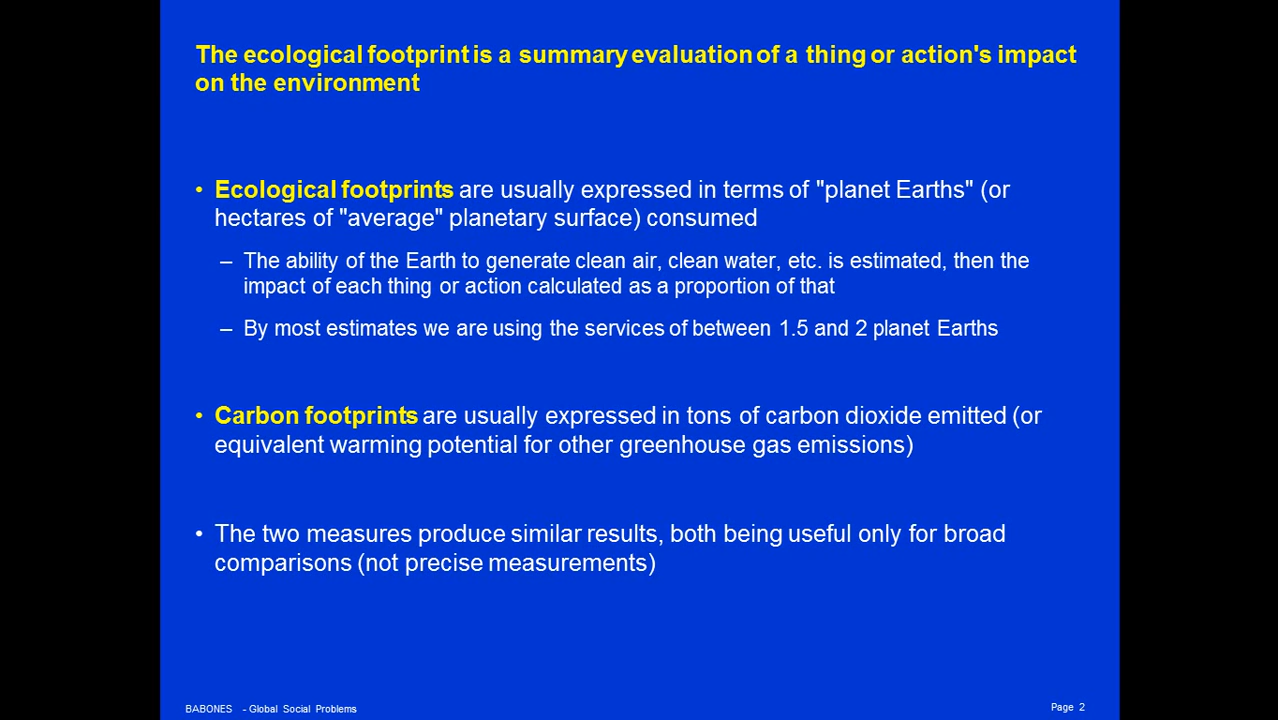 The ecological footprint is a summary evaluation of a thing or action's impact
on the environment
• Ecological footprints are usually expressed in terms of "planet Earths" (or
hectares of "average" planetary surface) consumed
– The ability of the Earth to generate clean air, clean water, etc. is estimated, then the
impact of each thing or action calculated as a proportion of that
– By most estimates we are using the services of between 1.5 and 2 planet Earths
• Carbon footprints are usually expressed in tons of carbon dioxide emitted (or
equivalent warming potential for other greenhouse gas emissions)
• The two measures produce similar results, both being useful only for broad
comparisons (not precise measurements)
BABONES - Global Social Problems
Page 2